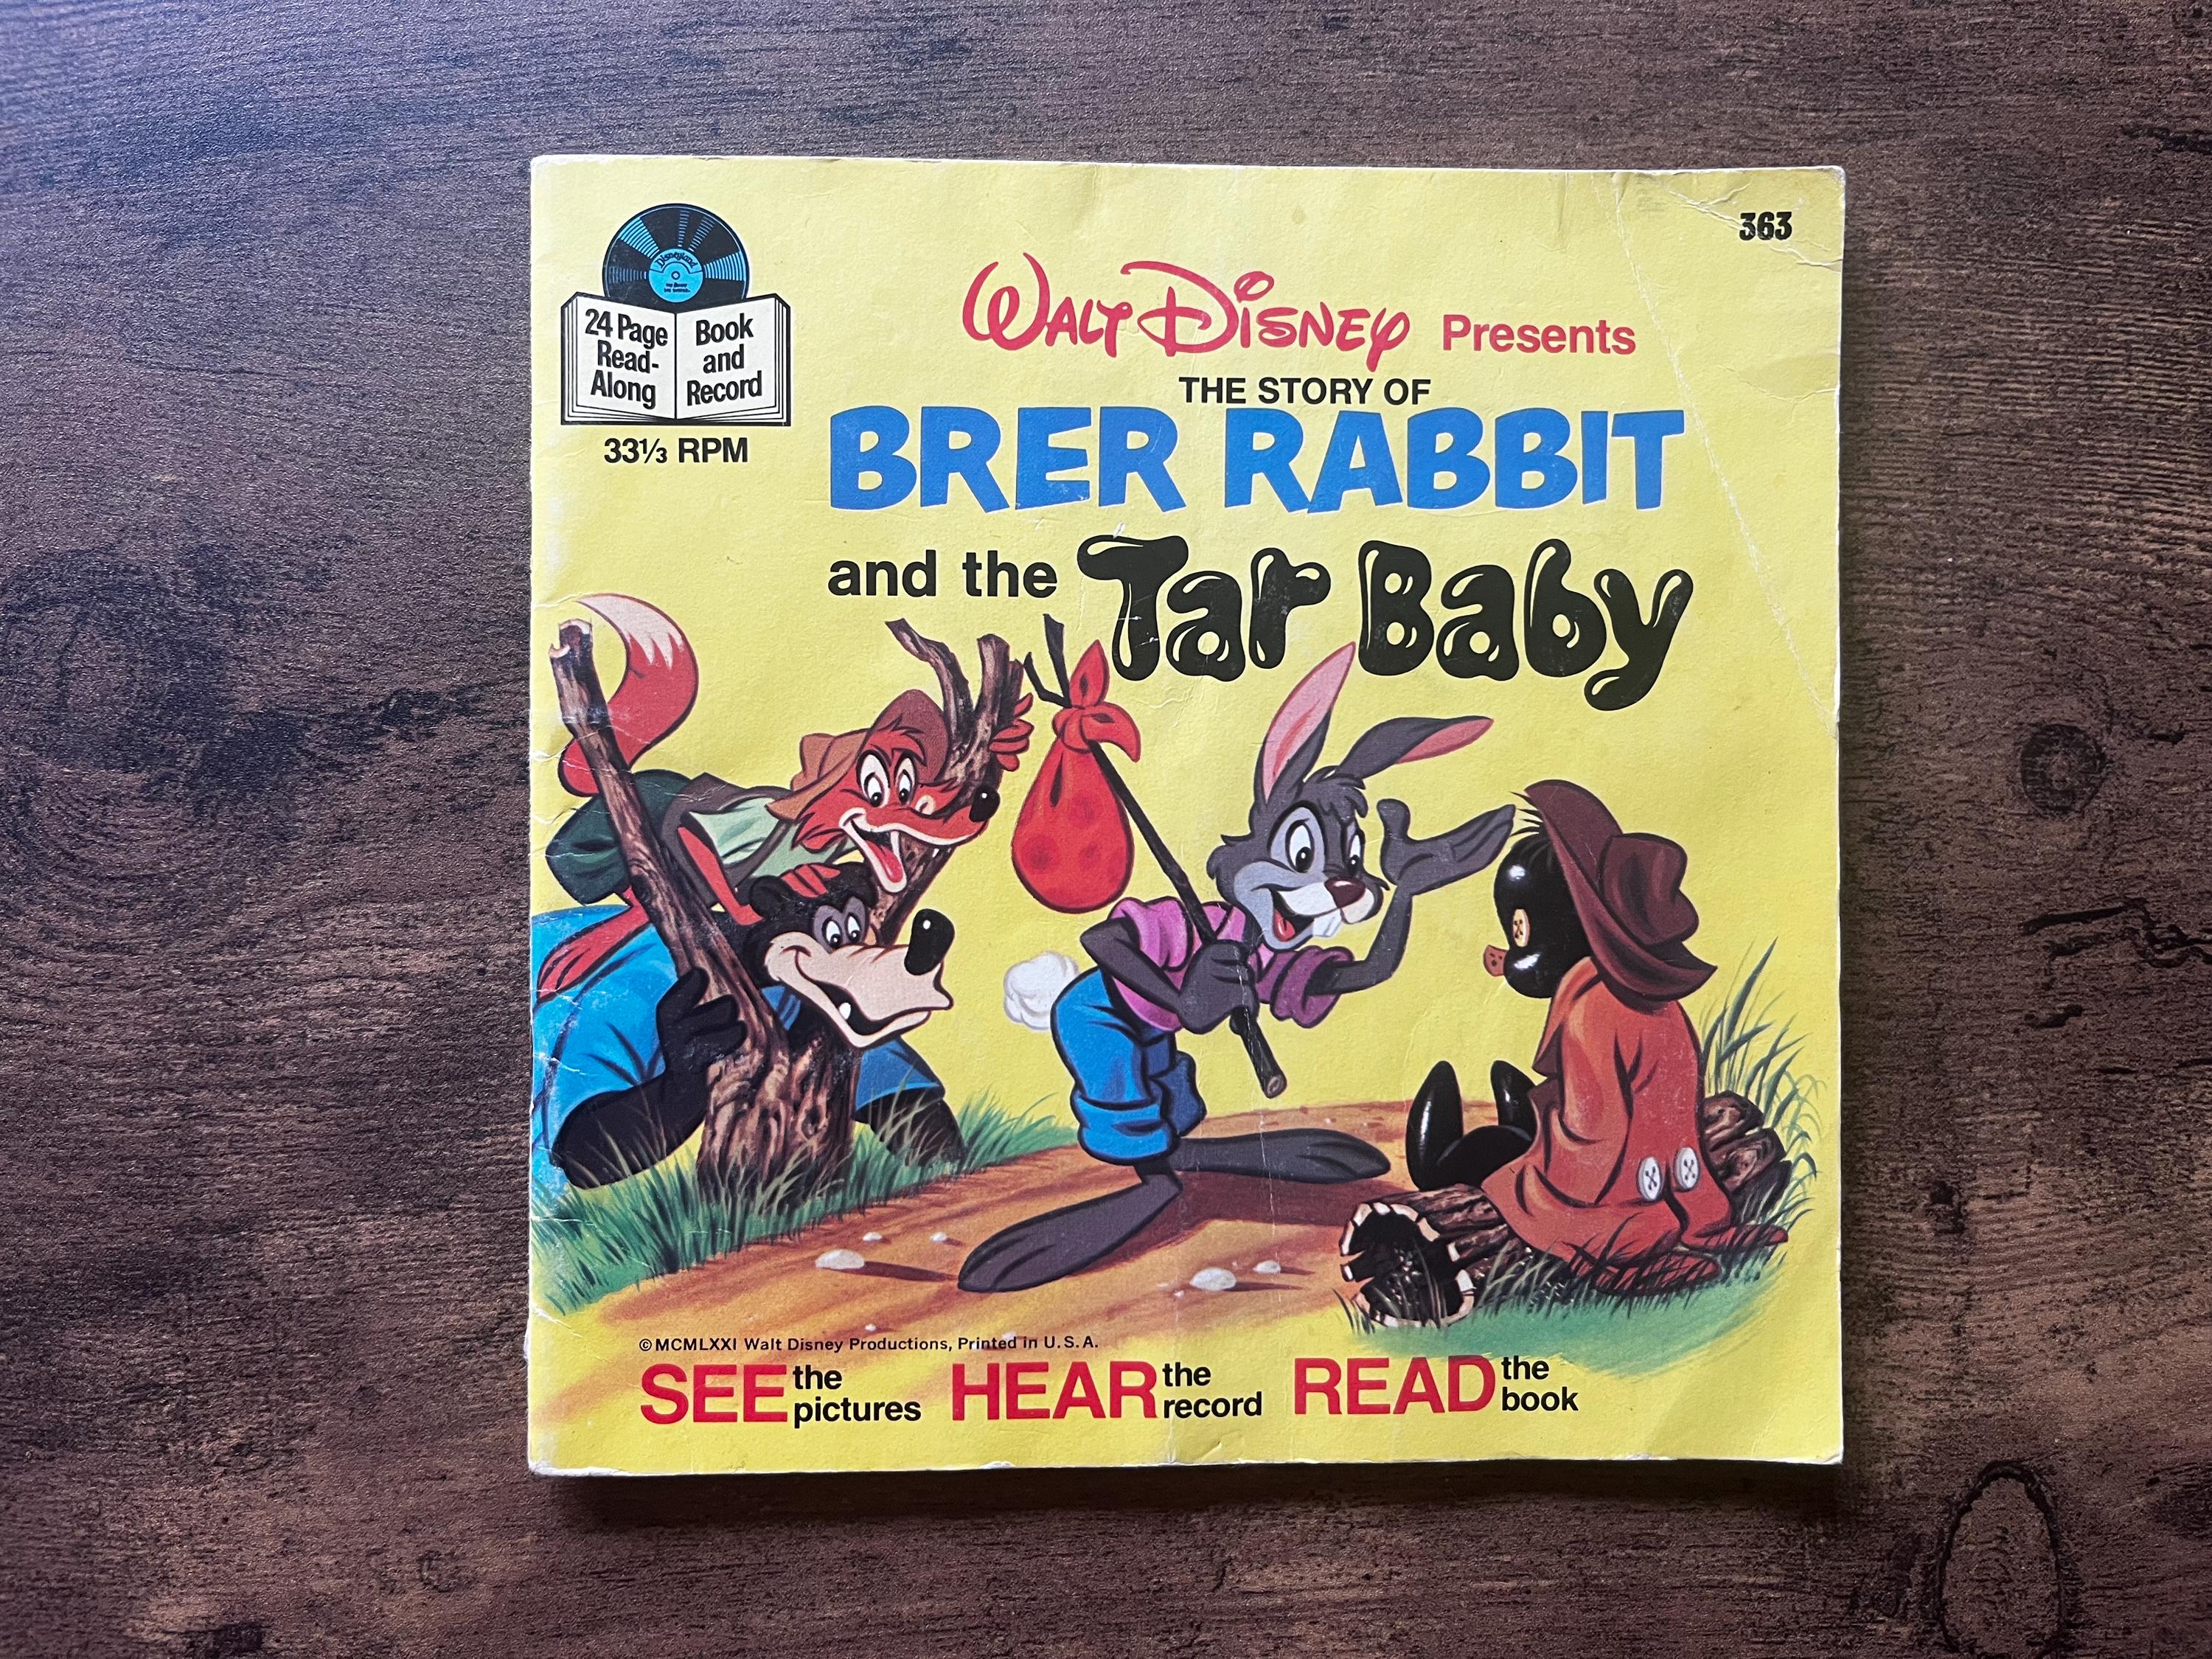 363
Disneyland
24 Page
Read-
Along
Book
and
Record
33⅓ RPM
WALT DISNEY Presents
THE STORY OF
BRER RABBIT
and the Tar Baby
©MCMLXXI Walt Disney Productions, Printed in U.S.A.
SEE the pictures HEAR the record READ the book